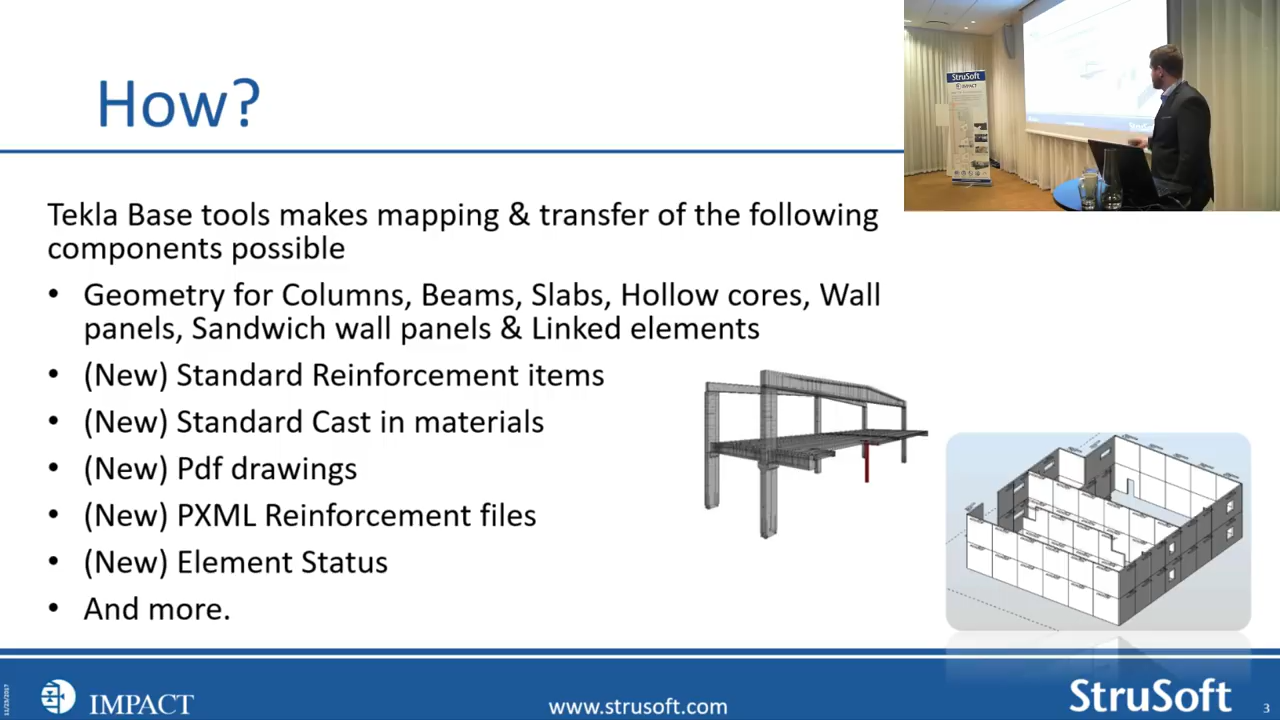 How?
Tekla Base tools makes mapping & transfer of the following
components possible
• Geometry for Columns, Beams, Slabs, Hollow cores, Wall
panels, Sandwich wall panels & Linked elements
• (New) Standard Reinforcement items
• (New) Standard Cast in materials
• (New) Pdf drawings
• (New) PXML Reinforcement files
• (New) Element Status
• And more.
StruSoft
IMPACT
StruSoft
IMPACT
www.strusoft.com
StruSoft
3